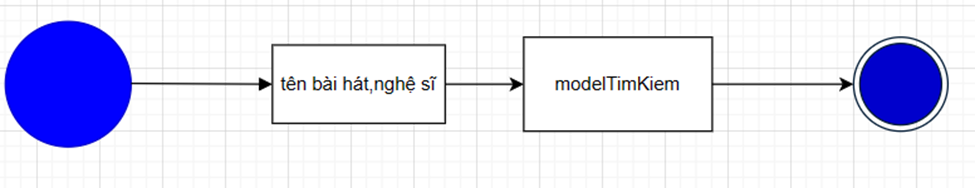 tên bài hát,nghệ sĩ
modelTimKiem